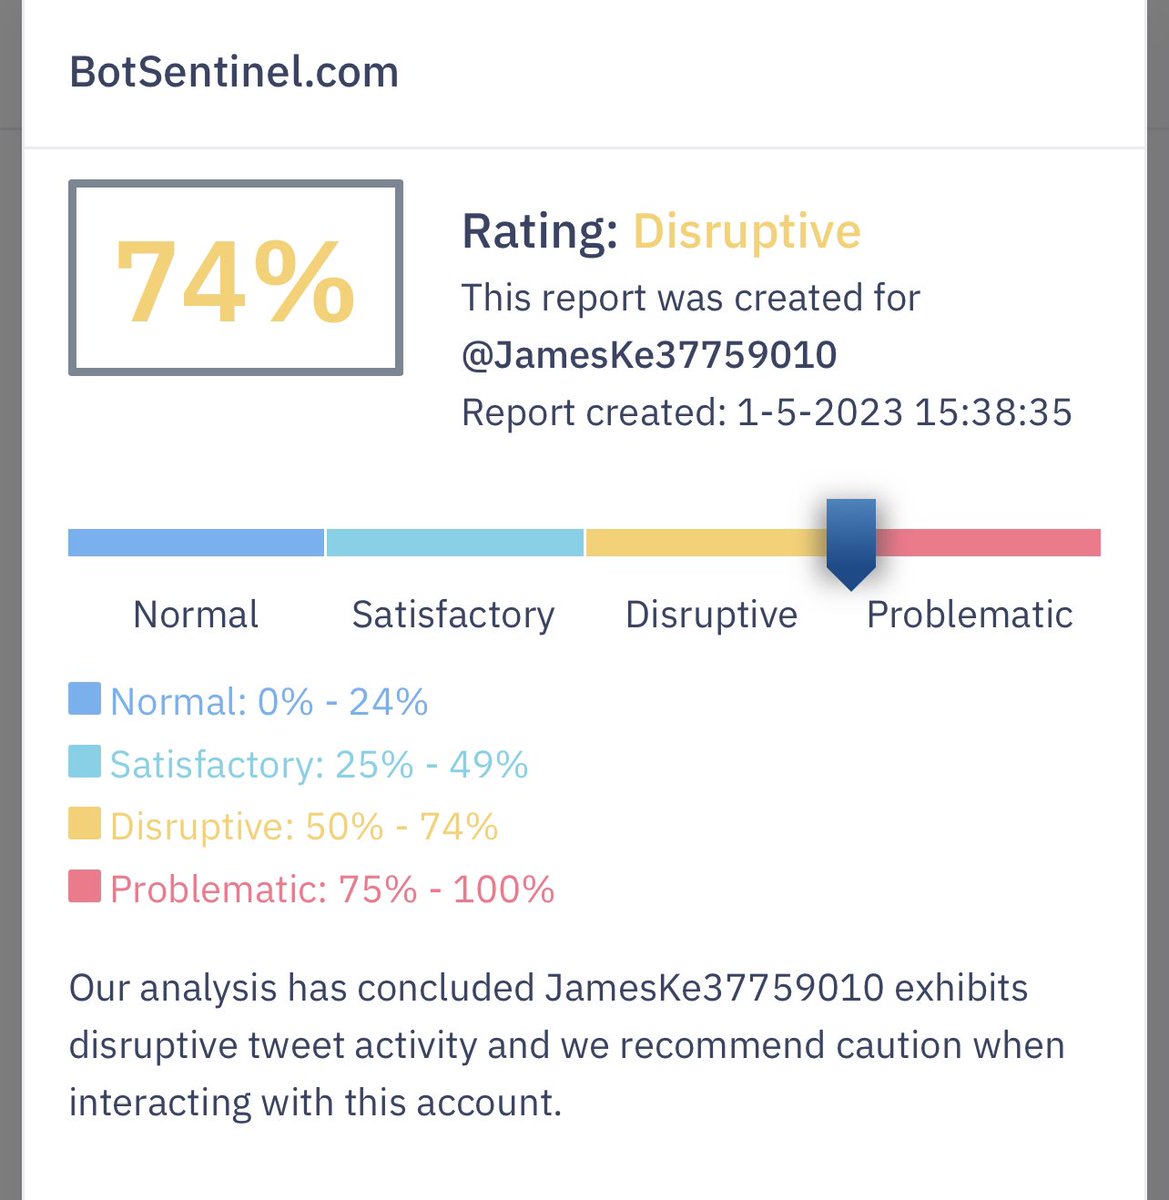 BotSentinel.com
74%
Rating: Disruptive
This report was created for
@JamesKe37759010
Report created: 1-5-2023 15:38:35
Normal Satisfactory Disruptive Problematic
Normal: 0% - 24%
Satisfactory: 25% - 49%
Disruptive: 50% - 74%
Problematic: 75% - 100%
Our analysis has concluded JamesKe37759010 exhibits
disruptive tweet activity and we recommend caution when
interacting with this account.